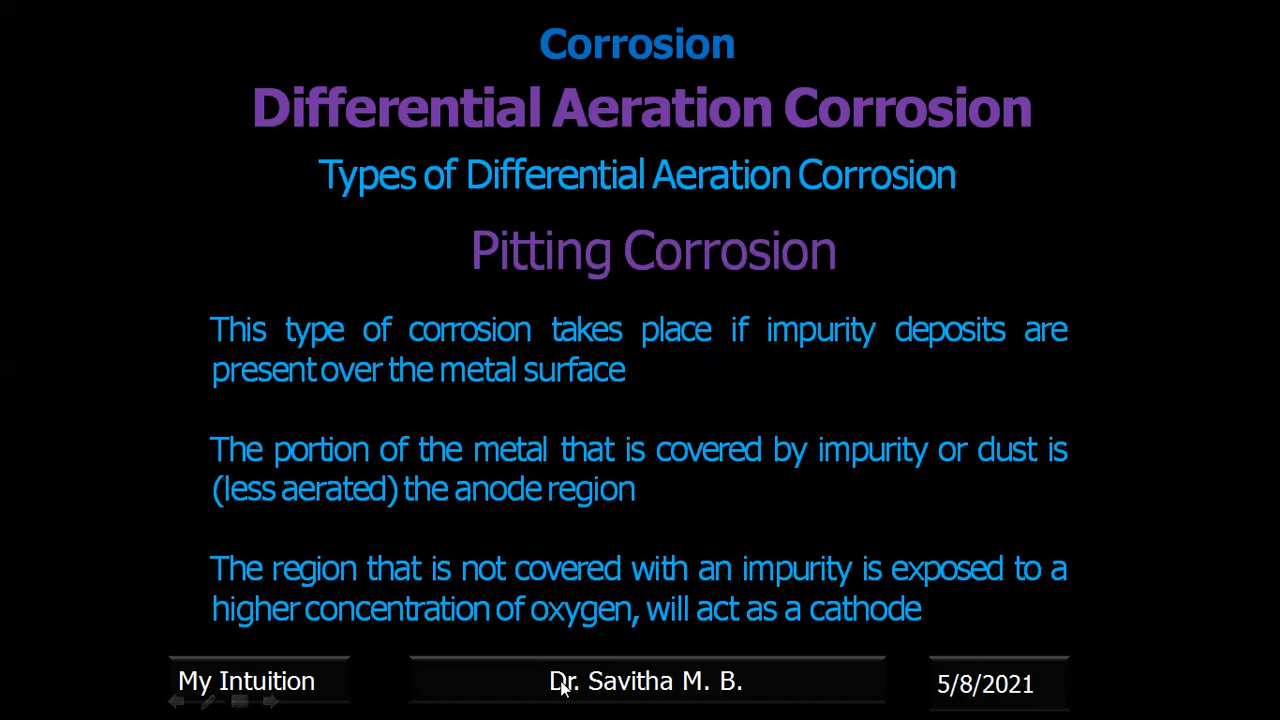 Corrosion
Differential Aeration Corrosion
Types of Differential Aeration Corrosion
Pitting Corrosion
This type of corrosion takes place if impurity deposits are
present over the metal surface
The portion of the metal that is covered by impurity or dust is
(less aerated) the anode region
The region that is not covered with an impurity is exposed to a
higher concentration of oxygen, will act as a cathode
My Intuition
Dr. Savitha M. B.
5/8/2021